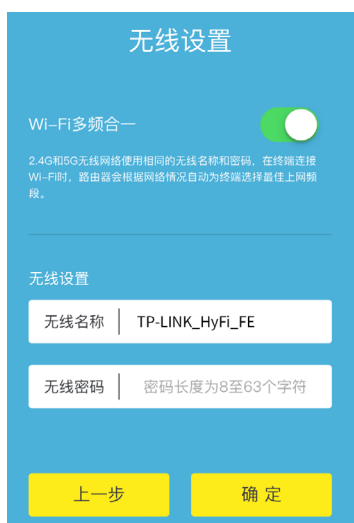 无线设置
Wi-Fi多频合一
2.4G和5G无线网络使用相同的无线名称和密码，在终端连接
Wi-Fi时，路由器会根据网络情况自动为终端选择最佳上网频
段。
无线设置
无线名称 TP-LINK_HyFi_FE
无线密码 密码长度为8至63个字符
上一步 确 定